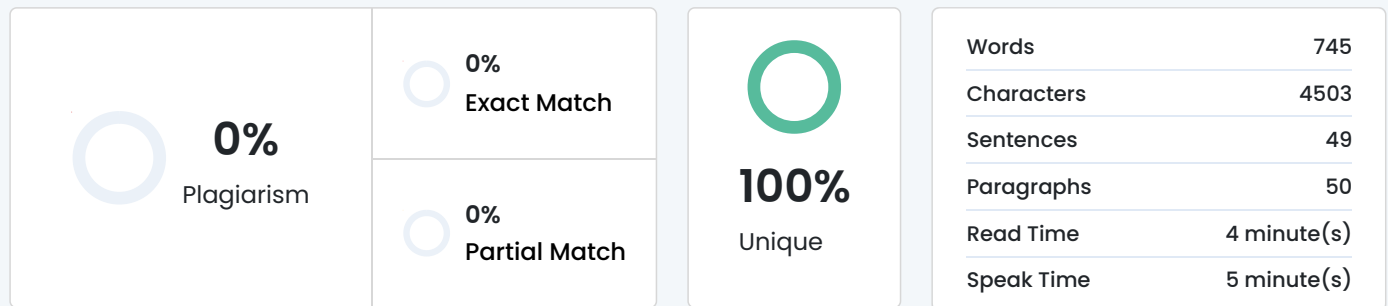 0%
Plagiarism
0%
Exact Match
0%
Partial Match
100%
Unique
Words 745
Characters 4503
Sentences 49
Paragraphs 50
Read Time 4 minute(s)
Speak Time 5 minute(s)